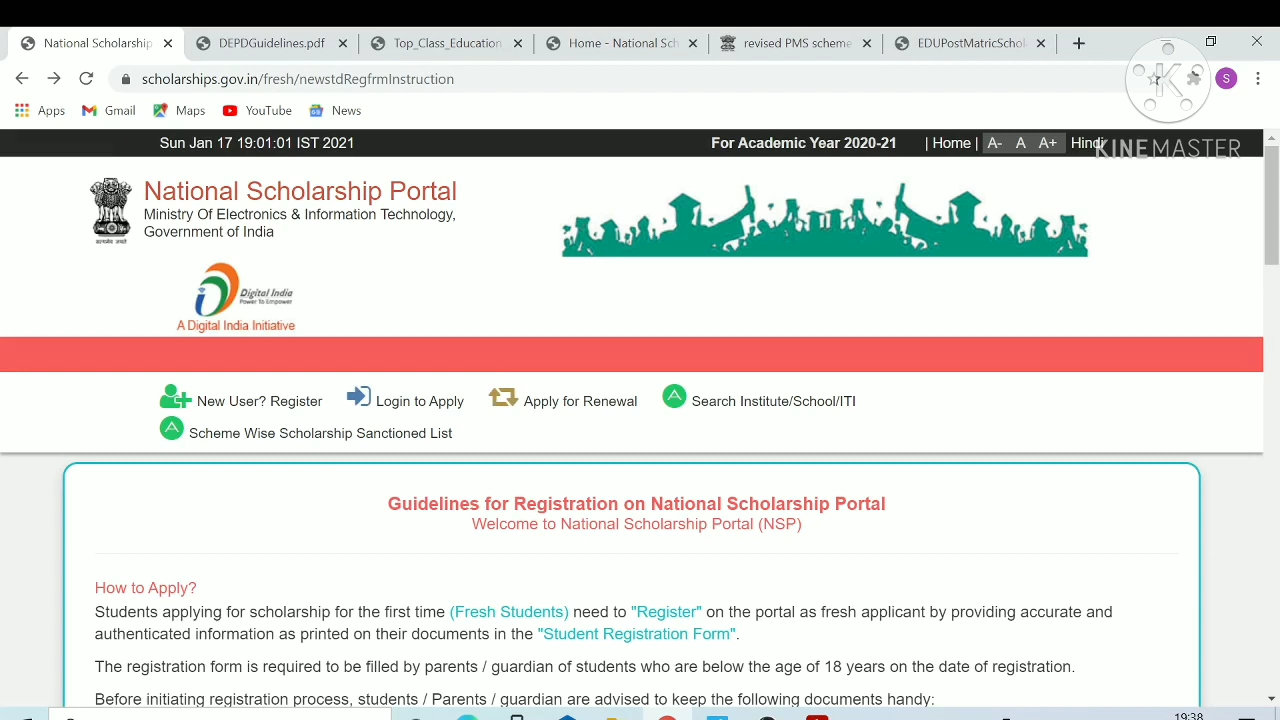 National Scholarship
DEPDGuidelines.pdf
Top_Class_Education
Home - National Sch
revised PMS scheme
EDUPostMatricSchol
scholarships.gov.in/fresh/newstdRegfrmInstruction
S
Apps
Gmail
Maps
YouTube
News
Sun Jan 17 19:01:01 IST 2021
For Academic Year 2020-21 | Home | A- A A+ Hindi
KINEMASTER
National Scholarship Portal
Ministry Of Electronics & Information Technology,
Government of India
Digital India
Power To Empower
A Digital India Initiative
New User? Register
Login to Apply
Apply for Renewal
Search Institute/School/ITI
Scheme Wise Scholarship Sanctioned List
Guidelines for Registration on National Scholarship Portal
Welcome to National Scholarship Portal (NSP)
How to Apply?
Students applying for scholarship for the first time (Fresh Students) need to "Register" on the portal as fresh applicant by providing accurate and
authenticated information as printed on their documents in the "Student Registration Form".
The registration form is required to be filled by parents / guardian of students who are below the age of 18 years on the date of registration.
Before initiating registration process, students / Parents / guardian are advised to keep the following documents handy:
19:38